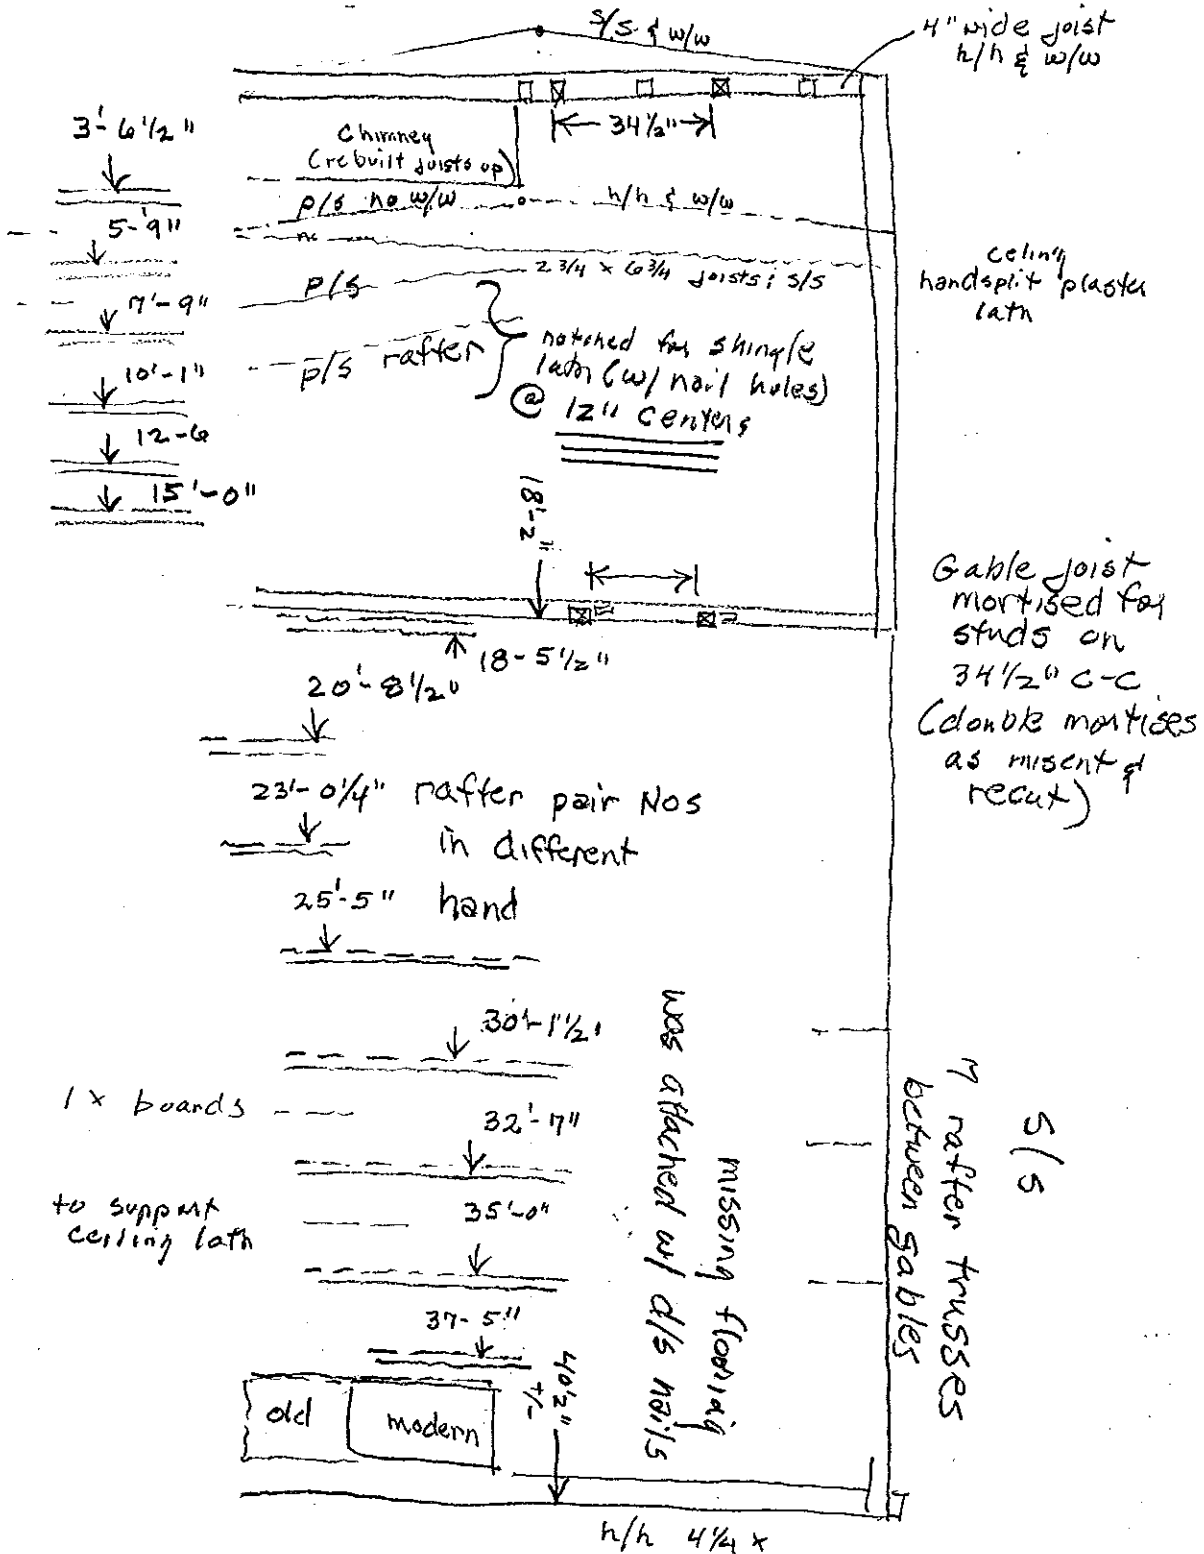 s/s & w/w
4" wide joist
h/h & w/w
3'-6 1/2"
Chimney
(rebuilt joists up)
34 1/2"
p/s no w/w
h/h & w/w
5'-9"
2 3/4 x 6 3/4 joists; s/s
celing
handsplit plaster
lath
7'-9"
p/s
p/s rafter
notched for shingle
lath (w/ nail holes)
@ 12" centers
10'-1"
12-6
15'-0"
18'-2"
18-5 1/2"
20'-8 1/2"
Gable joist
mortised for
studs on
34 1/2" c-c
(double mortises
as miscut &
recut)
23'-0 1/4" rafter pair Nos
in different
hand
25'-5"
30'-1 1/2'
1 x boards
32'-7"
to support
ceiling lath
35'-0"
37-5"
missing flooring
was attached w/ d/s nails
7 rafter trusses
between gables
s/s
old
modern
40'2"
+/-
h/h 4 1/4 x